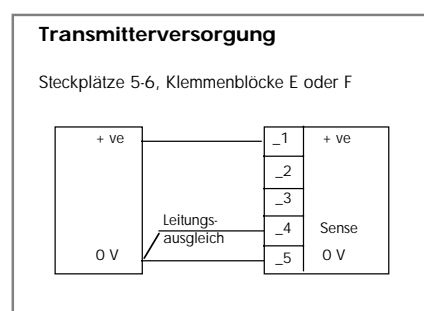 Transmitterversorgung
Steckplätze 5-6, Klemmenblöcke E oder F
+ ve _1 + ve
_2
_3
Leitungs-
ausgleich
_4 Sense
0 V _5 0 V